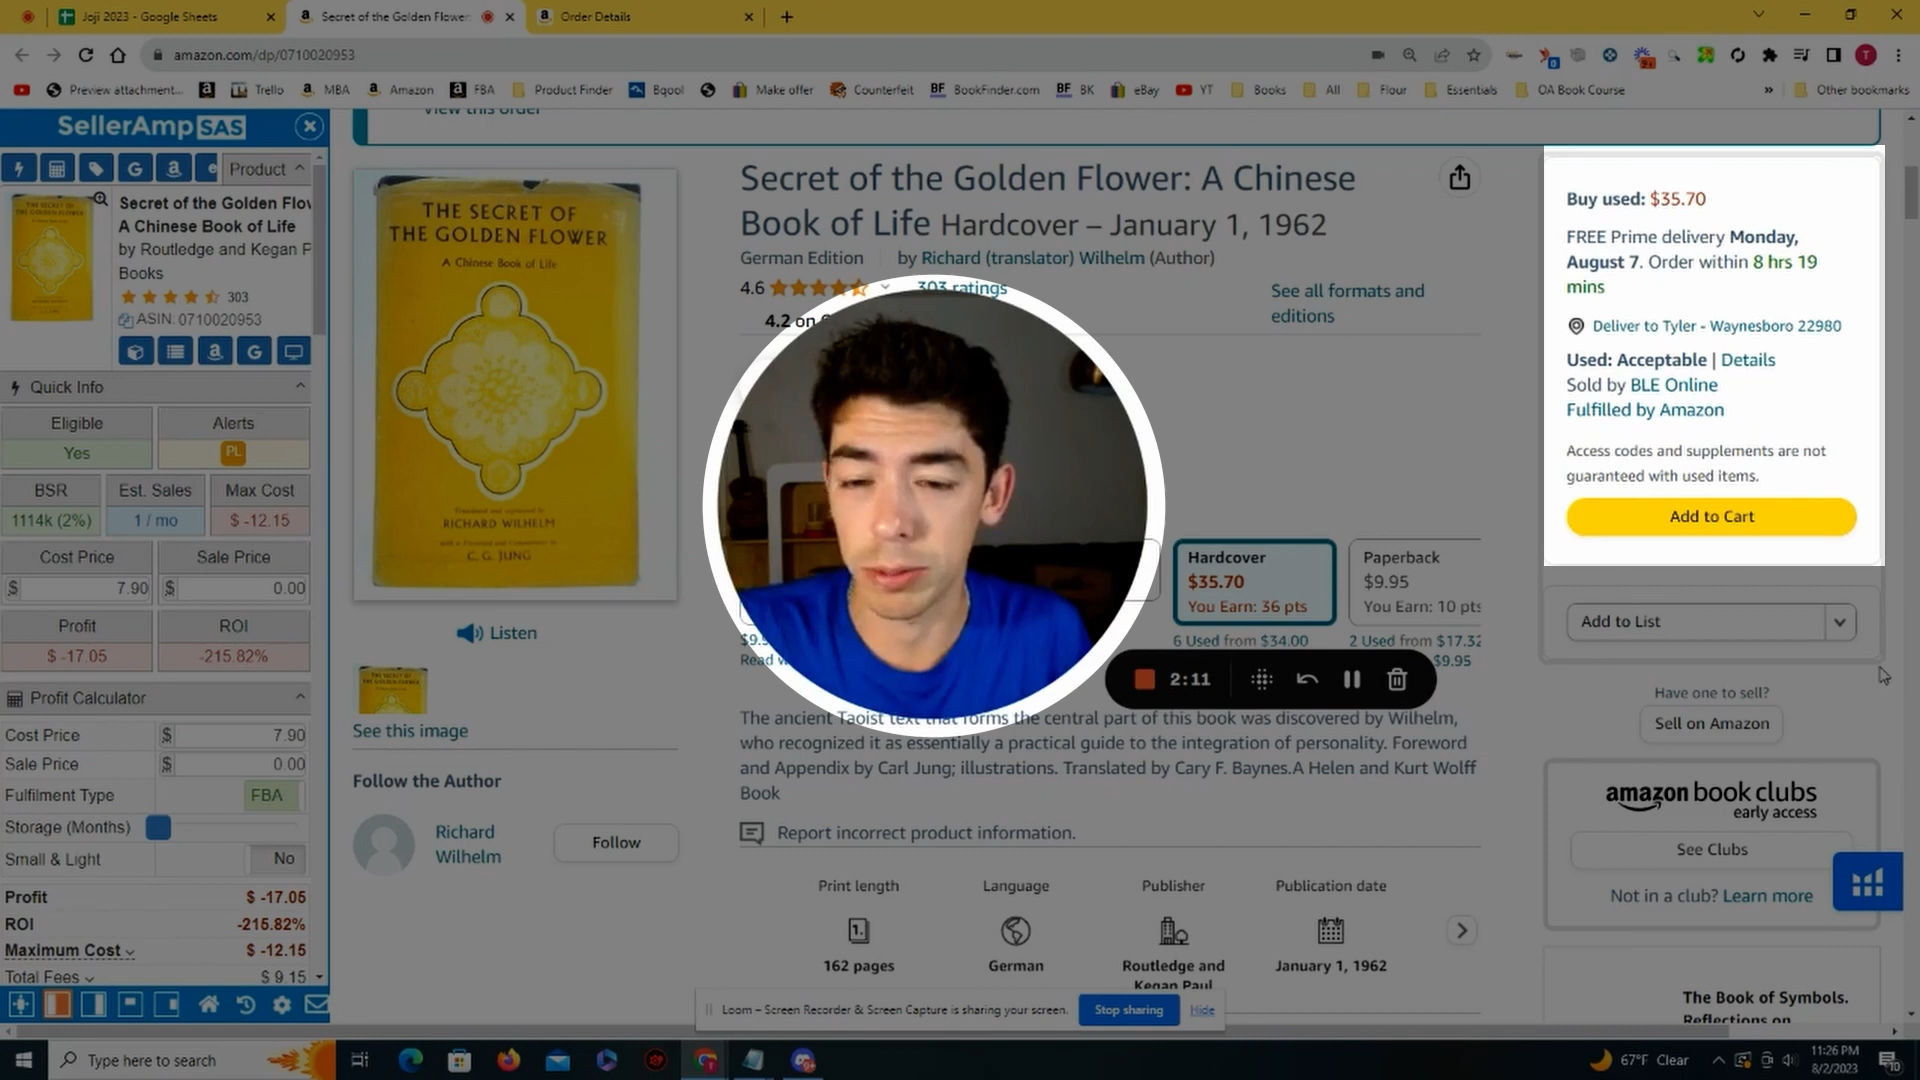 Joji 2023 - Google Sheets
Secret of the Golden Flower:
Order Details
amazon.com/dp/0710020953
Preview attachment...
Trello
MBA
Amazon
FBA
Product Finder
Bqool
Make offer
Counterfeit
BF BookFinder.com
BF BK
eBay
YT
Books
All
Flour
Essentials
OA Book Course
»
Other bookmarks
SellerAmp SAS
Product
Secret of the Golden Flov
A Chinese Book of Life
by Routledge and Kegan P
Books
303
ASIN: 0710020953
Quick Info
Eligible
Alerts
Yes
PL
BSR
Est. Sales
Max Cost
1114k (2%)
1 / mo
$ -12.15
Cost Price
Sale Price
$ 7.90
$ 0.00
Profit
ROI
$ -17.05
-215.82%
Profit Calculator
Cost Price $ 7.90
Sale Price $ 0.00
Fulfilment Type FBA
Storage (Months)
Small & Light No
Profit $ -17.05
ROI -215.82%
Maximum Cost $ -12.15
Total Fees $ 9.15
View this order
THE SECRET OF
THE GOLDEN FLOWER
A Chinese Book of Life
Translated and explained by
RICHARD WILHELM
with a Foreword and Commentary by
C. G. JUNG
Listen
See this image
Follow the Author
Richard
Wilhelm
Follow
Secret of the Golden Flower: A Chinese
Book of Life Hardcover – January 1, 1962
German Edition by Richard (translator) Wilhelm (Author)
4.6
303 ratings
4.2 on
See all formats and
editions
Hardcover
$35.70
You Earn: 36 pts
Paperback
$9.95
You Earn: 10 pts
6 Used from $34.00
2 Used from $17.32
$9.95
2:11
The ancient Taoist text that forms the central part of this book was discovered by Wilhelm,
who recognized it as essentially a practical guide to the integration of personality. Foreword
and Appendix by Carl Jung; illustrations. Translated by Cary F. Baynes.A Helen and Kurt Wolff
Book
Report incorrect product information.
Print length
Language
Publisher
Publication date
162 pages
German
Routledge and
Kegan Paul
January 1, 1962
Loom – Screen Recorder & Screen Capture is sharing your screen.
Stop sharing
Hide
Buy used: $35.70
FREE Prime delivery Monday,
August 7. Order within 8 hrs 19
mins
Deliver to Tyler - Waynesboro 22980
Used: Acceptable | Details
Sold by BLE Online
Fulfilled by Amazon
Access codes and supplements are not
guaranteed with used items.
Add to Cart
Add to List
Have one to sell?
Sell on Amazon
amazon book clubs
early access
See Clubs
Not in a club? Learn more
The Book of Symbols.
Reflections on
Type here to search
67°F Clear
11:26 PM
8/2/2023